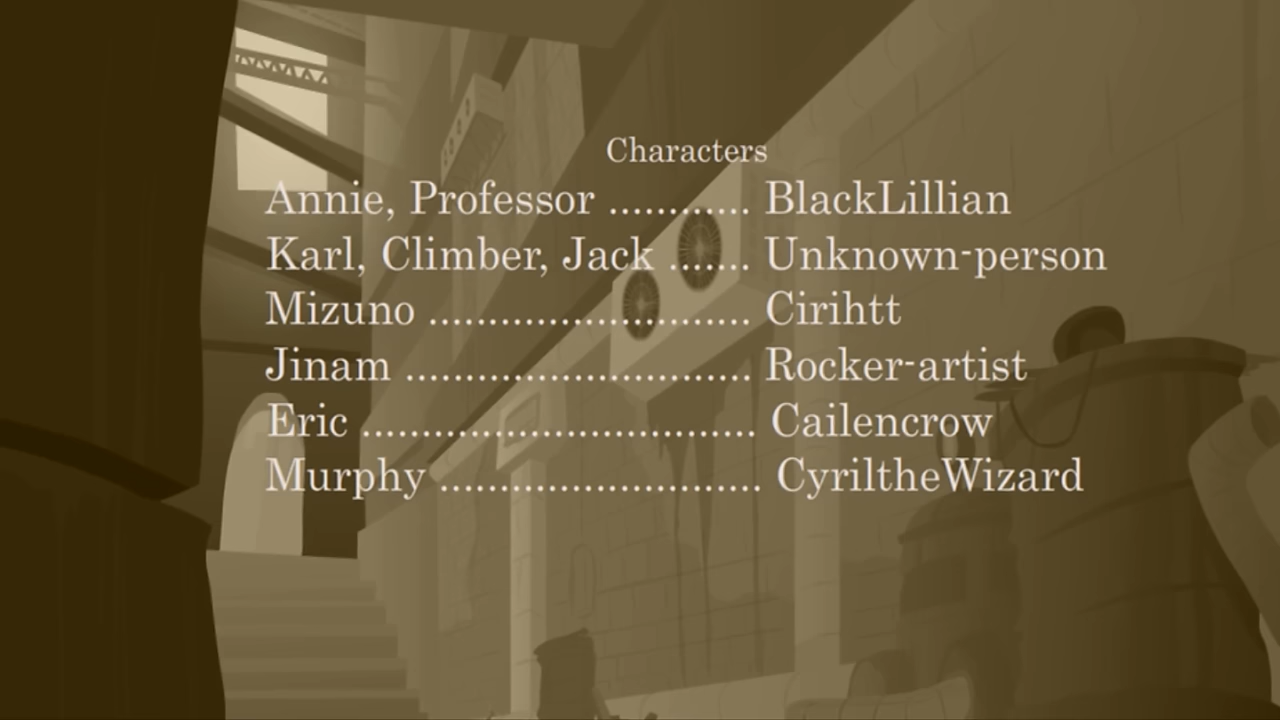 Characters
Annie, Professor ............ BlackLillian
Karl, Climber, Jack ....... Unknown-person
Mizuno ........................... Cirihtt
Jinam ............................. Rocker-artist
Eric ................................. Cailencrow
Murphy ........................... CyriltheWizard